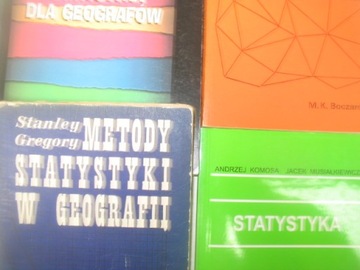 DLA GEOGRAFÓW
M.K. Boczar
Stanley
Gregory
METODY
STATYSTYKI
W GEOGRAFII
ANDRZEJ KOMOSA, JACEK MUSIAŁKIEWICZ
STATYSTYKA